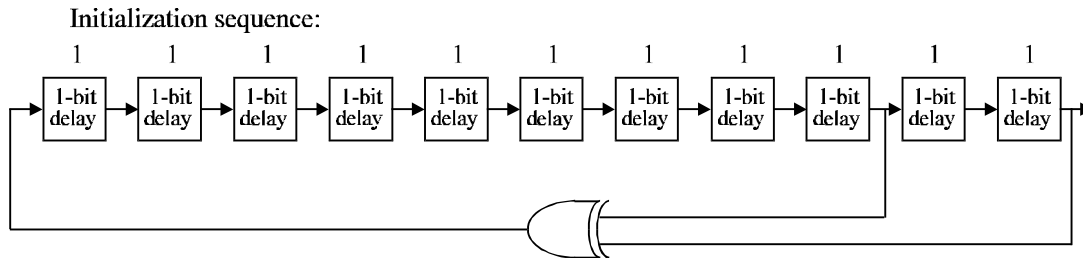 Initialization sequence:
1 1 1 1 1 1 1 1 1 1 1
1-bit 1-bit 1-bit 1-bit 1-bit 1-bit 1-bit 1-bit 1-bit 1-bit 1-bit
delay delay delay delay delay delay delay delay delay delay delay